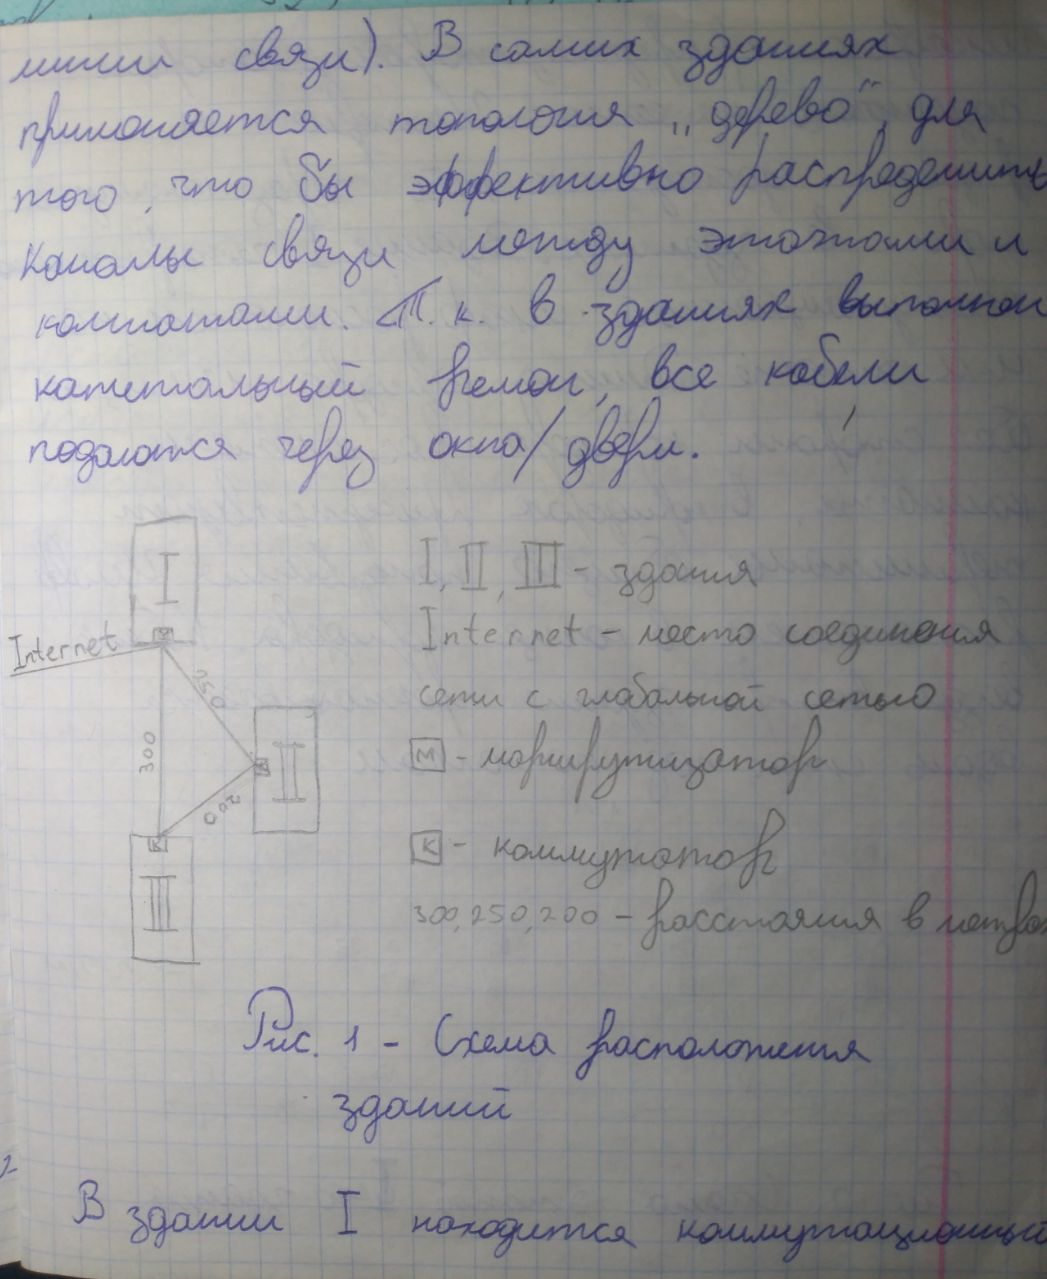 линии связи). В самих зданиях
применяется топология „дерево", для
того, что бы эффективно распределить
каналы связи между этажами и
комнатами. Т.к. в зданиях выполнен
капитальный ремонт, все кабели
подаются через окна/двери.
I
Internet
250
300
II
200
К
III
I, II, III - здания
Internet - место соединения
сети с глобальной сетью
М - маршрутизатор
К - коммутатор
300, 250, 200 - расстояния в метрах
Рис. 1 - Схема расположения
зданий
В здании I находится коммутационный